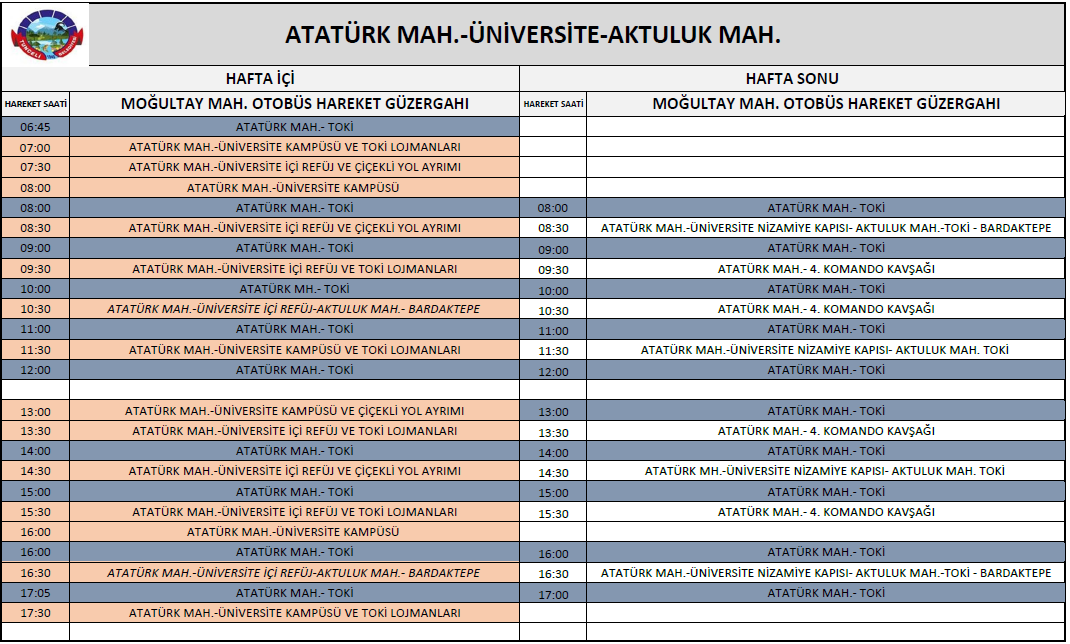 TUNCELİ BELEDİYESİ
ATATÜRK MAH.-ÜNİVERSİTE-AKTULUK MAH.
HAFTA İÇİ HAFTA SONU
HAREKET SAATİ MOĞULTAY MAH. OTOBÜS HAREKET GÜZERGAHI HAREKET SAATİ MOĞULTAY MAH. OTOBÜS HAREKET GÜZERGAHI
06:45 ATATÜRK MAH.- TOKİ
07:00 ATATÜRK MAH.-ÜNİVERSİTE KAMPÜSÜ VE TOKİ LOJMANLARI
07:30 ATATÜRK MAH.-ÜNİVERSİTE İÇİ REFÜJ VE ÇİÇEKLİ YOL AYRIMI
08:00 ATATÜRK MAH.-ÜNİVERSİTE KAMPÜSÜ
08:00 ATATÜRK MAH.- TOKİ 08:00 ATATÜRK MAH.- TOKİ
08:30 ATATÜRK MAH.-ÜNİVERSİTE İÇİ REFÜJ VE ÇİÇEKLİ YOL AYRIMI 08:30 ATATÜRK MAH.-ÜNİVERSİTE NİZAMİYE KAPISI- AKTULUK MAH.-TOKİ - BARDAKTEPE
09:00 ATATÜRK MAH.- TOKİ 09:00 ATATÜRK MAH.- TOKİ
09:30 ATATÜRK MAH.-ÜNİVERSİTE İÇİ REFÜJ VE TOKİ LOJMANLARI 09:30 ATATÜRK MAH.- 4. KOMANDO KAVŞAĞI
10:00 ATATÜRK MH.- TOKİ 10:00 ATATÜRK MAH.- TOKİ
10:30 ATATÜRK MAH.-ÜNİVERSİTE İÇİ REFÜJ-AKTULUK MAH.- BARDAKTEPE 10:30 ATATÜRK MAH.- 4. KOMANDO KAVŞAĞI
11:00 ATATÜRK MAH.- TOKİ 11:00 ATATÜRK MAH.- TOKİ
11:30 ATATÜRK MAH.-ÜNİVERSİTE KAMPÜSÜ VE TOKİ LOJMANLARI 11:30 ATATÜRK MAH.-ÜNİVERSİTE NİZAMİYE KAPISI- AKTULUK MAH. TOKİ
12:00 ATATÜRK MAH.- TOKİ 12:00 ATATÜRK MAH.- TOKİ
13:00 ATATÜRK MAH.-ÜNİVERSİTE KAMPÜSÜ VE ÇİÇEKLİ YOL AYRIMI 13:00 ATATÜRK MAH.- TOKİ
13:30 ATATÜRK MAH.-ÜNİVERSİTE İÇİ REFÜJ VE TOKİ LOJMANLARI 13:30 ATATÜRK MAH.- 4. KOMANDO KAVŞAĞI
14:00 ATATÜRK MAH.- TOKİ 14:00 ATATÜRK MAH.- TOKİ
14:30 ATATÜRK MAH.-ÜNİVERSİTE İÇİ REFÜJ VE ÇİÇEKLİ YOL AYRIMI 14:30 ATATÜRK MH.-ÜNİVERSİTE NİZAMİYE KAPISI- AKTULUK MAH. TOKİ
15:00 ATATÜRK MAH.- TOKİ 15:00 ATATÜRK MAH.- TOKİ
15:30 ATATÜRK MAH.-ÜNİVERSİTE İÇİ REFÜJ VE TOKİ LOJMANLARI 15:30 ATATÜRK MAH.- 4. KOMANDO KAVŞAĞI
16:00 ATATÜRK MAH.-ÜNİVERSİTE KAMPÜSÜ
16:00 ATATÜRK MAH.- TOKİ 16:00 ATATÜRK MAH.- TOKİ
16:30 ATATÜRK MAH.-ÜNİVERSİTE İÇİ REFÜJ-AKTULUK MAH.- BARDAKTEPE 16:30 ATATÜRK MAH.-ÜNİVERSİTE NİZAMİYE KAPISI- AKTULUK MAH.-TOKİ - BARDAKTEPE
17:05 ATATÜRK MAH.- TOKİ 17:00 ATATÜRK MAH.- TOKİ
17:30 ATATÜRK MAH.-ÜNİVERSİTE KAMPÜSÜ VE TOKİ LOJMANLARI